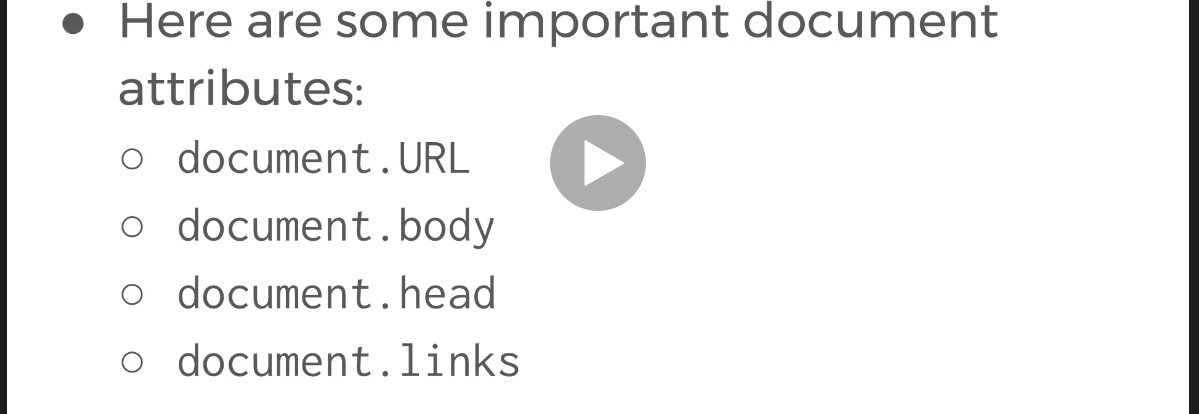 ● Here are some important document
attributes:
○ document.URL
○ document.body
○ document.head
○ document.links